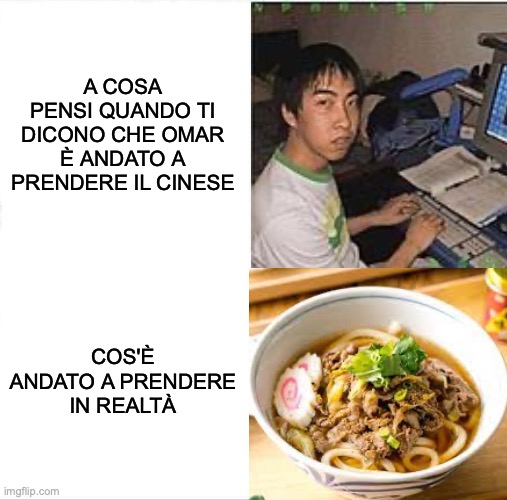 A COSA
PENSI QUANDO TI
DICONO CHE OMAR
È ANDATO A
PRENDERE IL CINESE
COS'È
ANDATO A PRENDERE
IN REALTÀ
imgflip.com